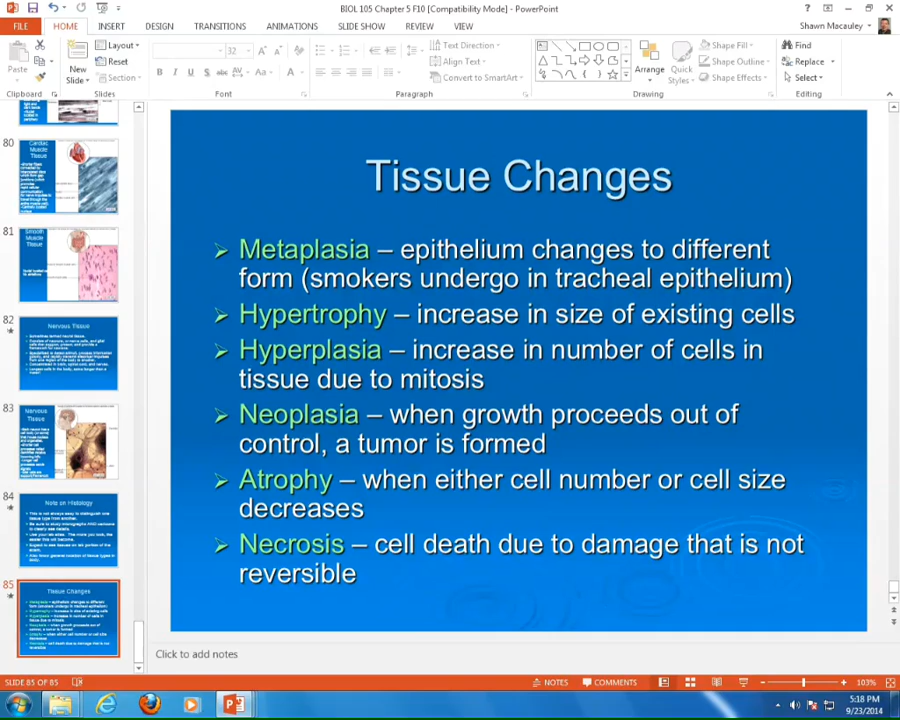 BIOL 105 Chapter 5 F10 [Compatibility Mode] - PowerPoint
FILE HOME INSERT DESIGN TRANSITIONS ANIMATIONS SLIDE SHOW REVIEW VIEW Shawn Macauley
Paste
Clipboard
New
Slide
Layout
Reset
Section
Slides
32
B I U S abc AV Aa A
Font
Text Direction
Align Text
Convert to SmartArt
Paragraph
Arrange
Quick
Styles
Shape Fill
Shape Outline
Shape Effects
Drawing
Find
Replace
Select
Editing
80
Cardiac
Muscle
Tissue
81
Smooth
Muscle
Tissue
82
Nervous Tissue
83
Nervous
Tissue
84
Note on Histology
85
Tissue Changes
Tissue Changes
Metaplasia – epithelium changes to different
form (smokers undergo in tracheal epithelium)
Hypertrophy – increase in size of existing cells
Hyperplasia – increase in number of cells in
tissue due to mitosis
Neoplasia – when growth proceeds out of
control, a tumor is formed
Atrophy – when either cell number or cell size
decreases
Necrosis – cell death due to damage that is not
reversible
Click to add notes
SLIDE 85 OF 85 NOTES COMMENTS 103%
5:18 PM
9/23/2014